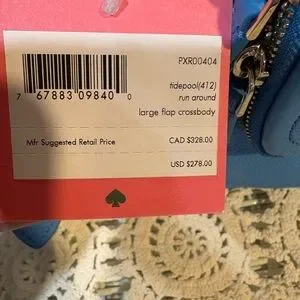 PXR00404
7 67883 09840 0
tidepool(412)
run around
large flap crossbody
Mfr Suggested Retail Price
CAD $328.00
USD $278.00